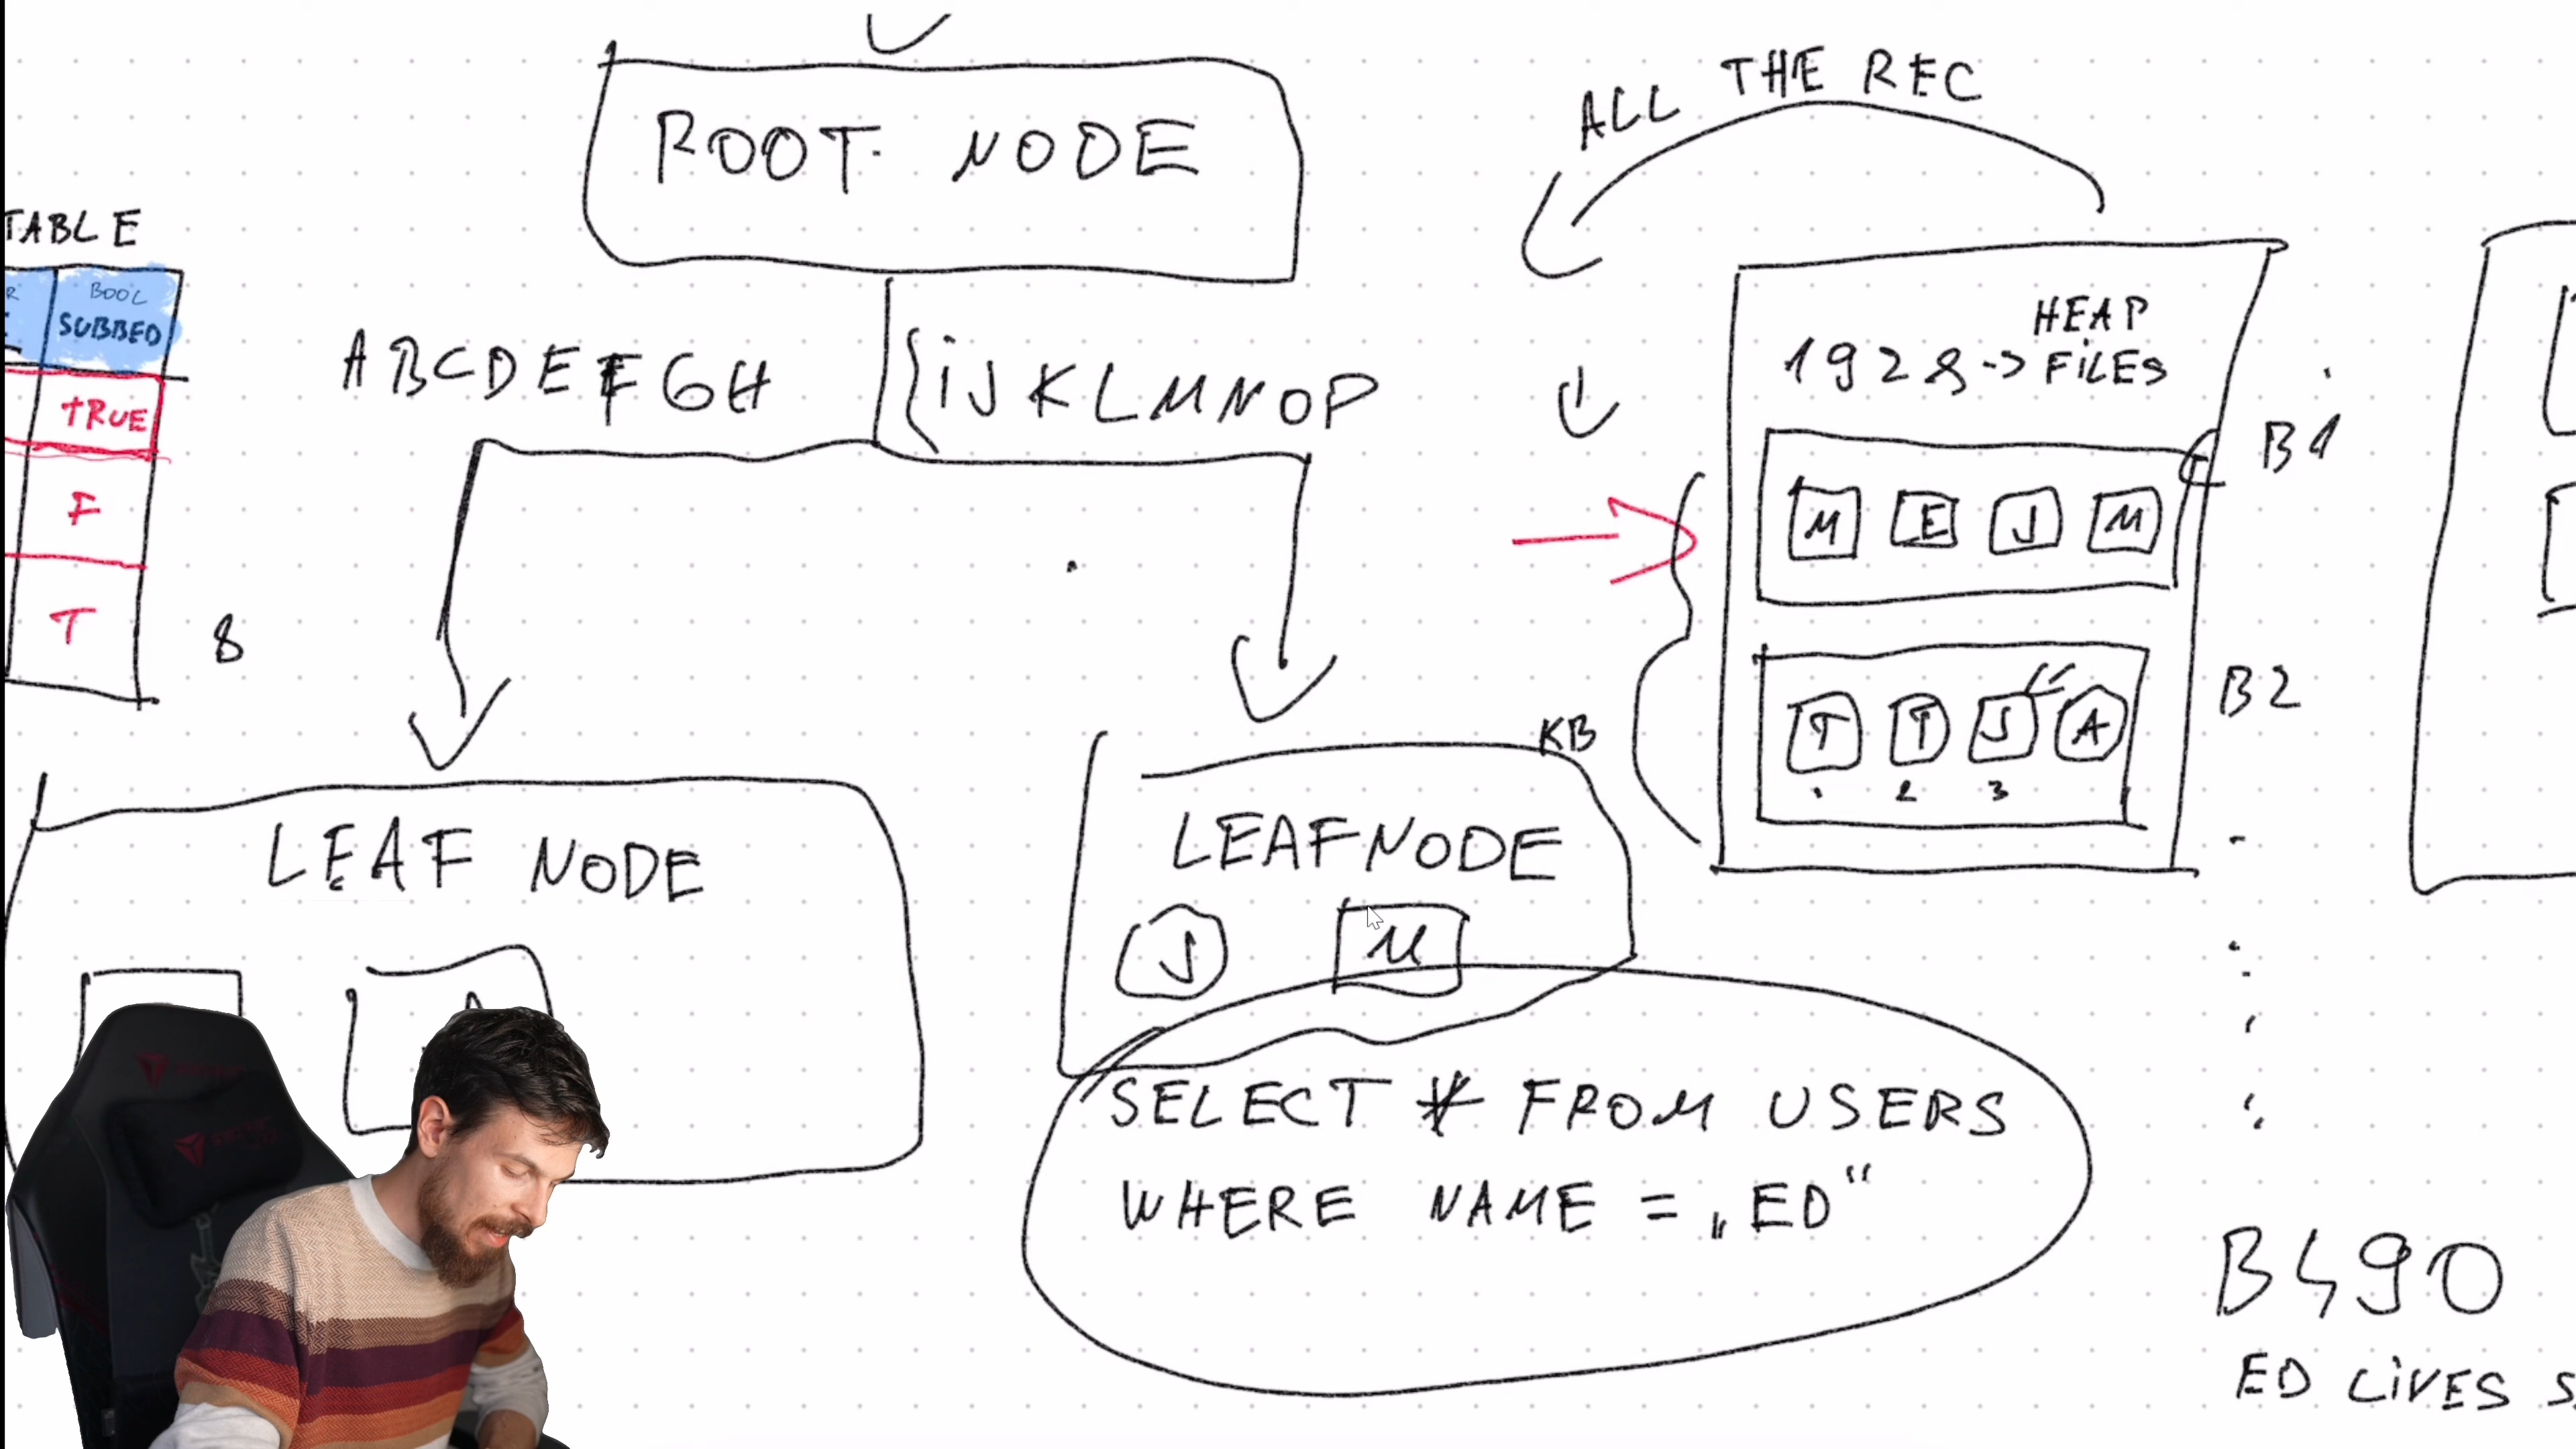 ROOT NODE
ALL THE REC
TABLE
R
BOOL
SUBBED
TRUE
F
T
8
ABCDEFGH
iJKLMNOP
HEAP
1928 -> FiLES
B1
M E J M
B2
T T J A
1 2 3
KB
LEAF NODE
LEAFNODE
J M
SELECT * FROM USERS
WHERE NAME = „ED“
B490
ED LiVES S